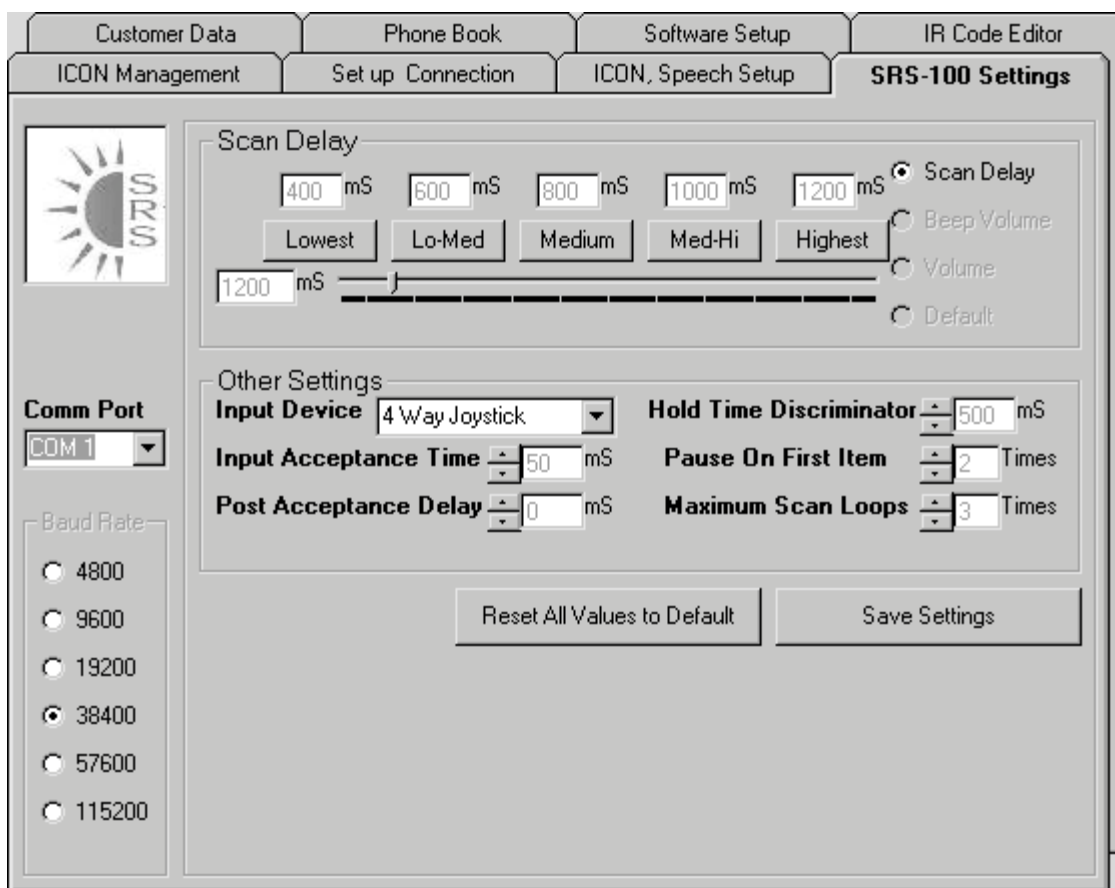 Customer Data Phone Book Software Setup IR Code Editor
ICON Management Set up Connection ICON, Speech Setup SRS-100 Settings
SRS
Scan Delay
400 mS 600 mS 800 mS 1000 mS 1200 mS
Lowest Lo-Med Medium Med-Hi Highest
1200 mS
Scan Delay
Beep Volume
Volume
Default
Comm Port
COM 1
Baud Rate
4800
9600
19200
38400
57600
115200
Other Settings
Input Device 4 Way Joystick Hold Time Discriminator 500 mS
Input Acceptance Time 50 mS Pause On First Item 2 Times
Post Acceptance Delay 0 mS Maximum Scan Loops 3 Times
Reset All Values to Default Save Settings